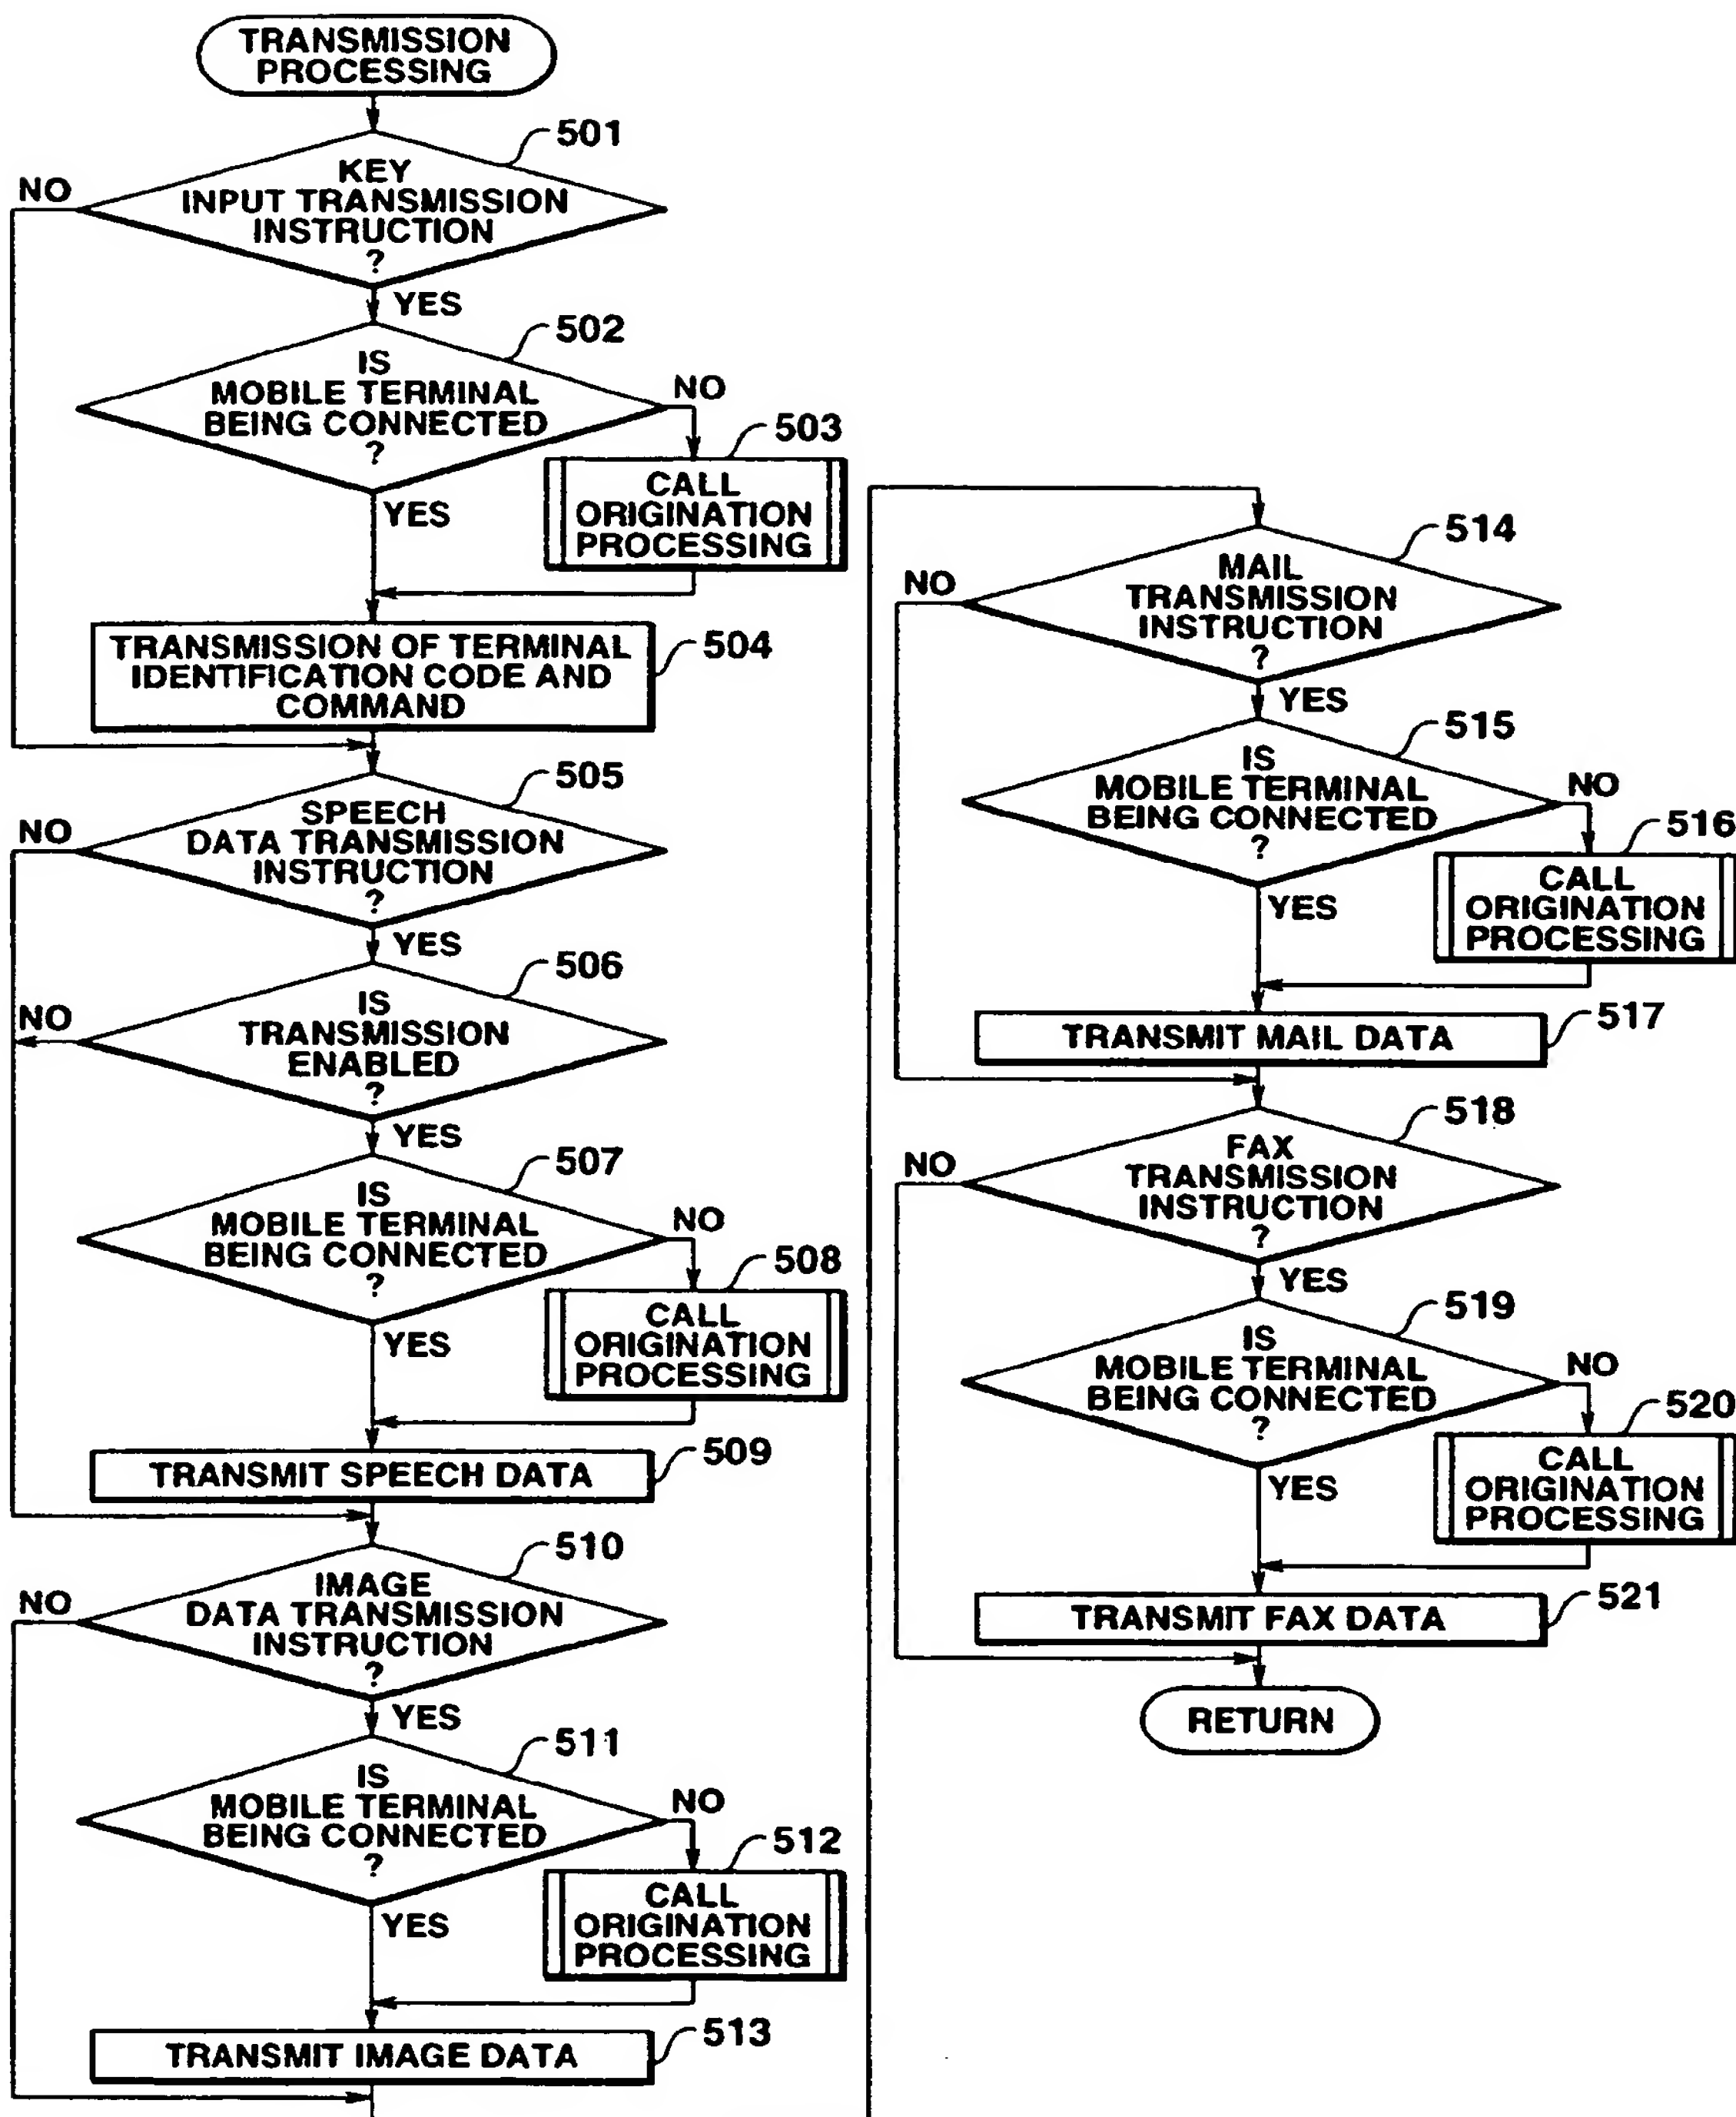 TRANSMISSION
PROCESSING
501
KEY
INPUT TRANSMISSION
INSTRUCTION
?
NO
YES
502
IS
MOBILE TERMINAL
BEING CONNECTED
?
NO
YES
503
CALL
ORIGINATION
PROCESSING
504
TRANSMISSION OF TERMINAL
IDENTIFICATION CODE AND
COMMAND
505
SPEECH
DATA TRANSMISSION
INSTRUCTION
?
NO
YES
506
IS
TRANSMISSION
ENABLED
?
NO
YES
507
IS
MOBILE TERMINAL
BEING CONNECTED
?
NO
YES
508
CALL
ORIGINATION
PROCESSING
509
TRANSMIT SPEECH DATA
510
IMAGE
DATA TRANSMISSION
INSTRUCTION
?
NO
YES
511
IS
MOBILE TERMINAL
BEING CONNECTED
?
NO
YES
512
CALL
ORIGINATION
PROCESSING
513
TRANSMIT IMAGE DATA
514
MAIL
TRANSMISSION
INSTRUCTION
?
NO
YES
515
IS
MOBILE TERMINAL
BEING CONNECTED
?
NO
YES
516
CALL
ORIGINATION
PROCESSING
517
TRANSMIT MAIL DATA
518
FAX
TRANSMISSION
INSTRUCTION
?
NO
YES
519
IS
MOBILE TERMINAL
BEING CONNECTED
?
NO
YES
520
CALL
ORIGINATION
PROCESSING
521
TRANSMIT FAX DATA
RETURN